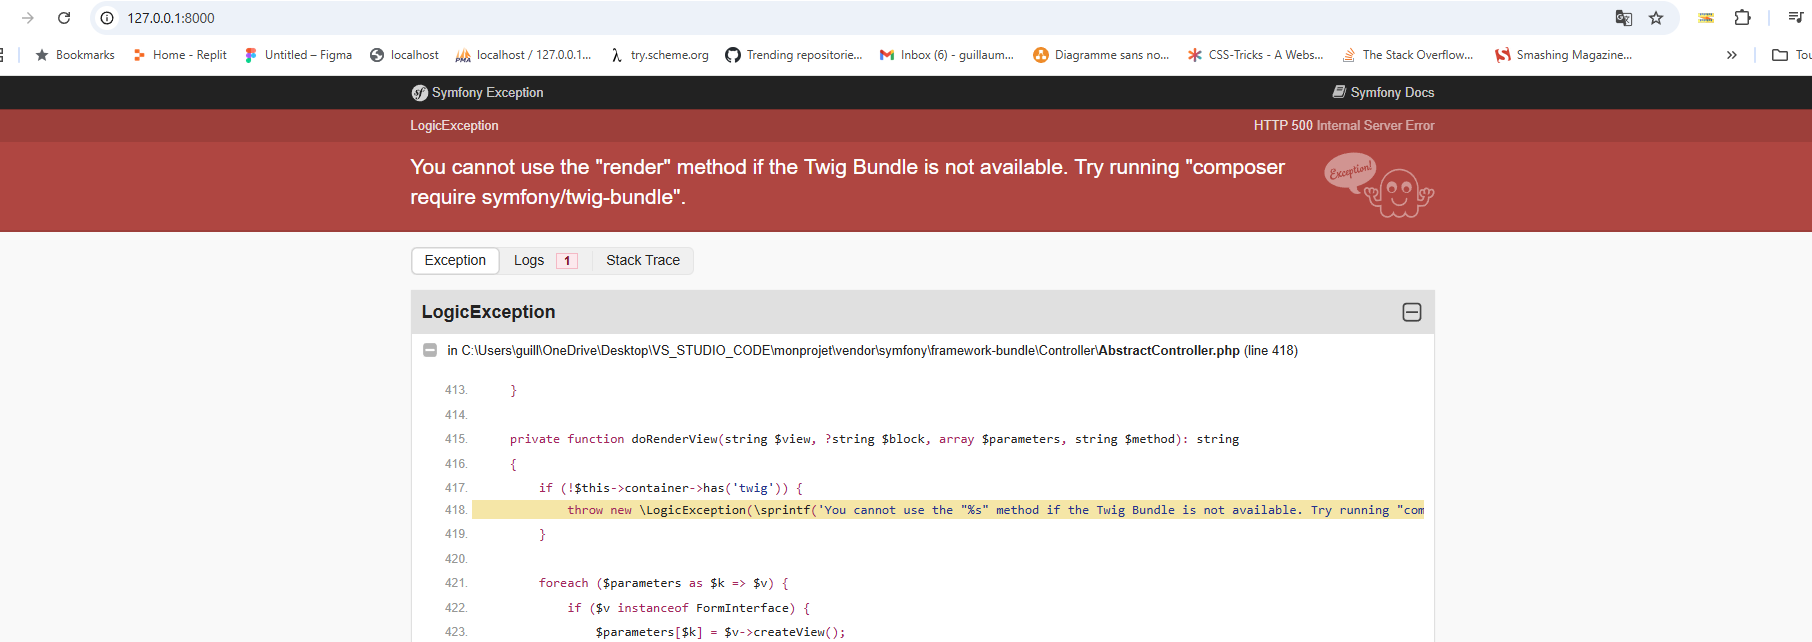 127.0.0.1:8000
Bookmarks Home - Replit Untitled – Figma localhost localhost / 127.0.0.1... try.scheme.org Trending repositorie... Inbox (6) - guillaum... Diagramme sans no... CSS-Tricks - A Webs... The Stack Overflow... Smashing Magazine... » Tou
Symfony Exception Symfony Docs
LogicException HTTP 500 Internal Server Error
You cannot use the "render" method if the Twig Bundle is not available. Try running "composer
require symfony/twig-bundle".
Exception!
Exception Logs 1 Stack Trace
LogicException
in C:\Users\guill\OneDrive\Desktop\VS_STUDIO_CODE\monprojet\vendor\symfony\framework-bundle\Controller\AbstractController.php (line 418)
413. }
414.
415. private function doRenderView(string $view, ?string $block, array $parameters, string $method): string
416. {
417. if (!$this->container->has('twig')) {
418. throw new \LogicException(\sprintf('You cannot use the "%s" method if the Twig Bundle is not available. Try running "com
419. }
420.
421. foreach ($parameters as $k => $v) {
422. if ($v instanceof FormInterface) {
423. $parameters[$k] = $v->createView();